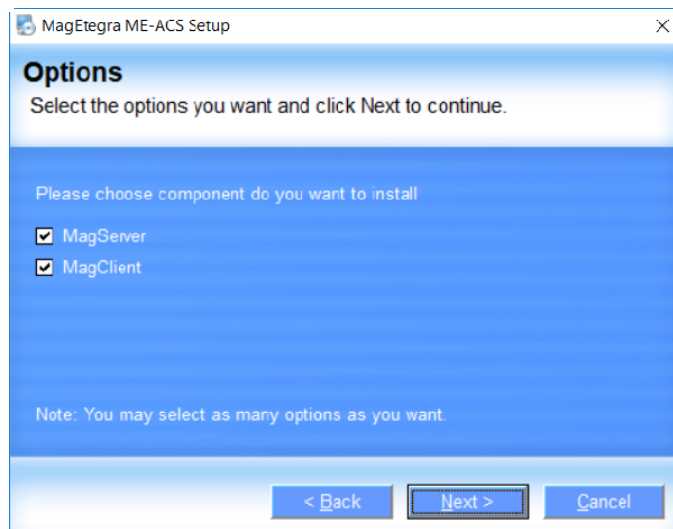 MagEtegra ME-ACS Setup
Options
Select the options you want and click Next to continue.
Please choose component do you want to install
MagServer
MagClient
Note: You may select as many options as you want.
< Back Next > Cancel